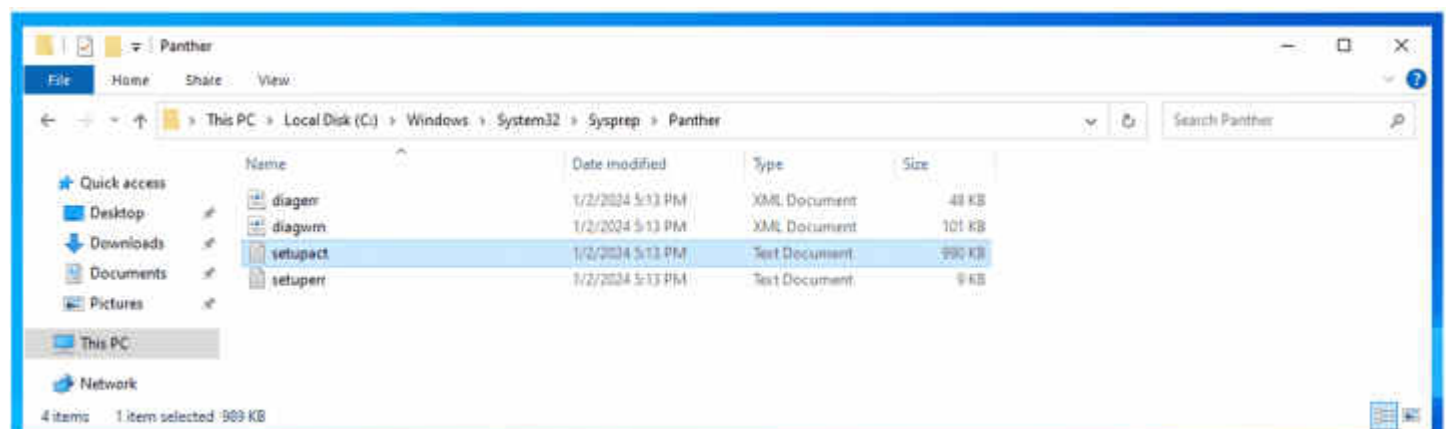 Panther
File Home Share View
This PC › Local Disk (C:) › Windows › System32 › Sysprep › Panther
Search Panther
Name Date modified Type Size
Quick access
Desktop
Downloads
Documents
Pictures
This PC
Network
diagerr 1/2/2024 5:13 PM XML Document 48 KB
diagwrn 1/2/2024 5:13 PM XML Document 101 KB
setupact 1/2/2024 5:13 PM Text Document 990 KB
setuperr 1/2/2024 5:13 PM Text Document 9 KB
4 items 1 item selected 989 KB